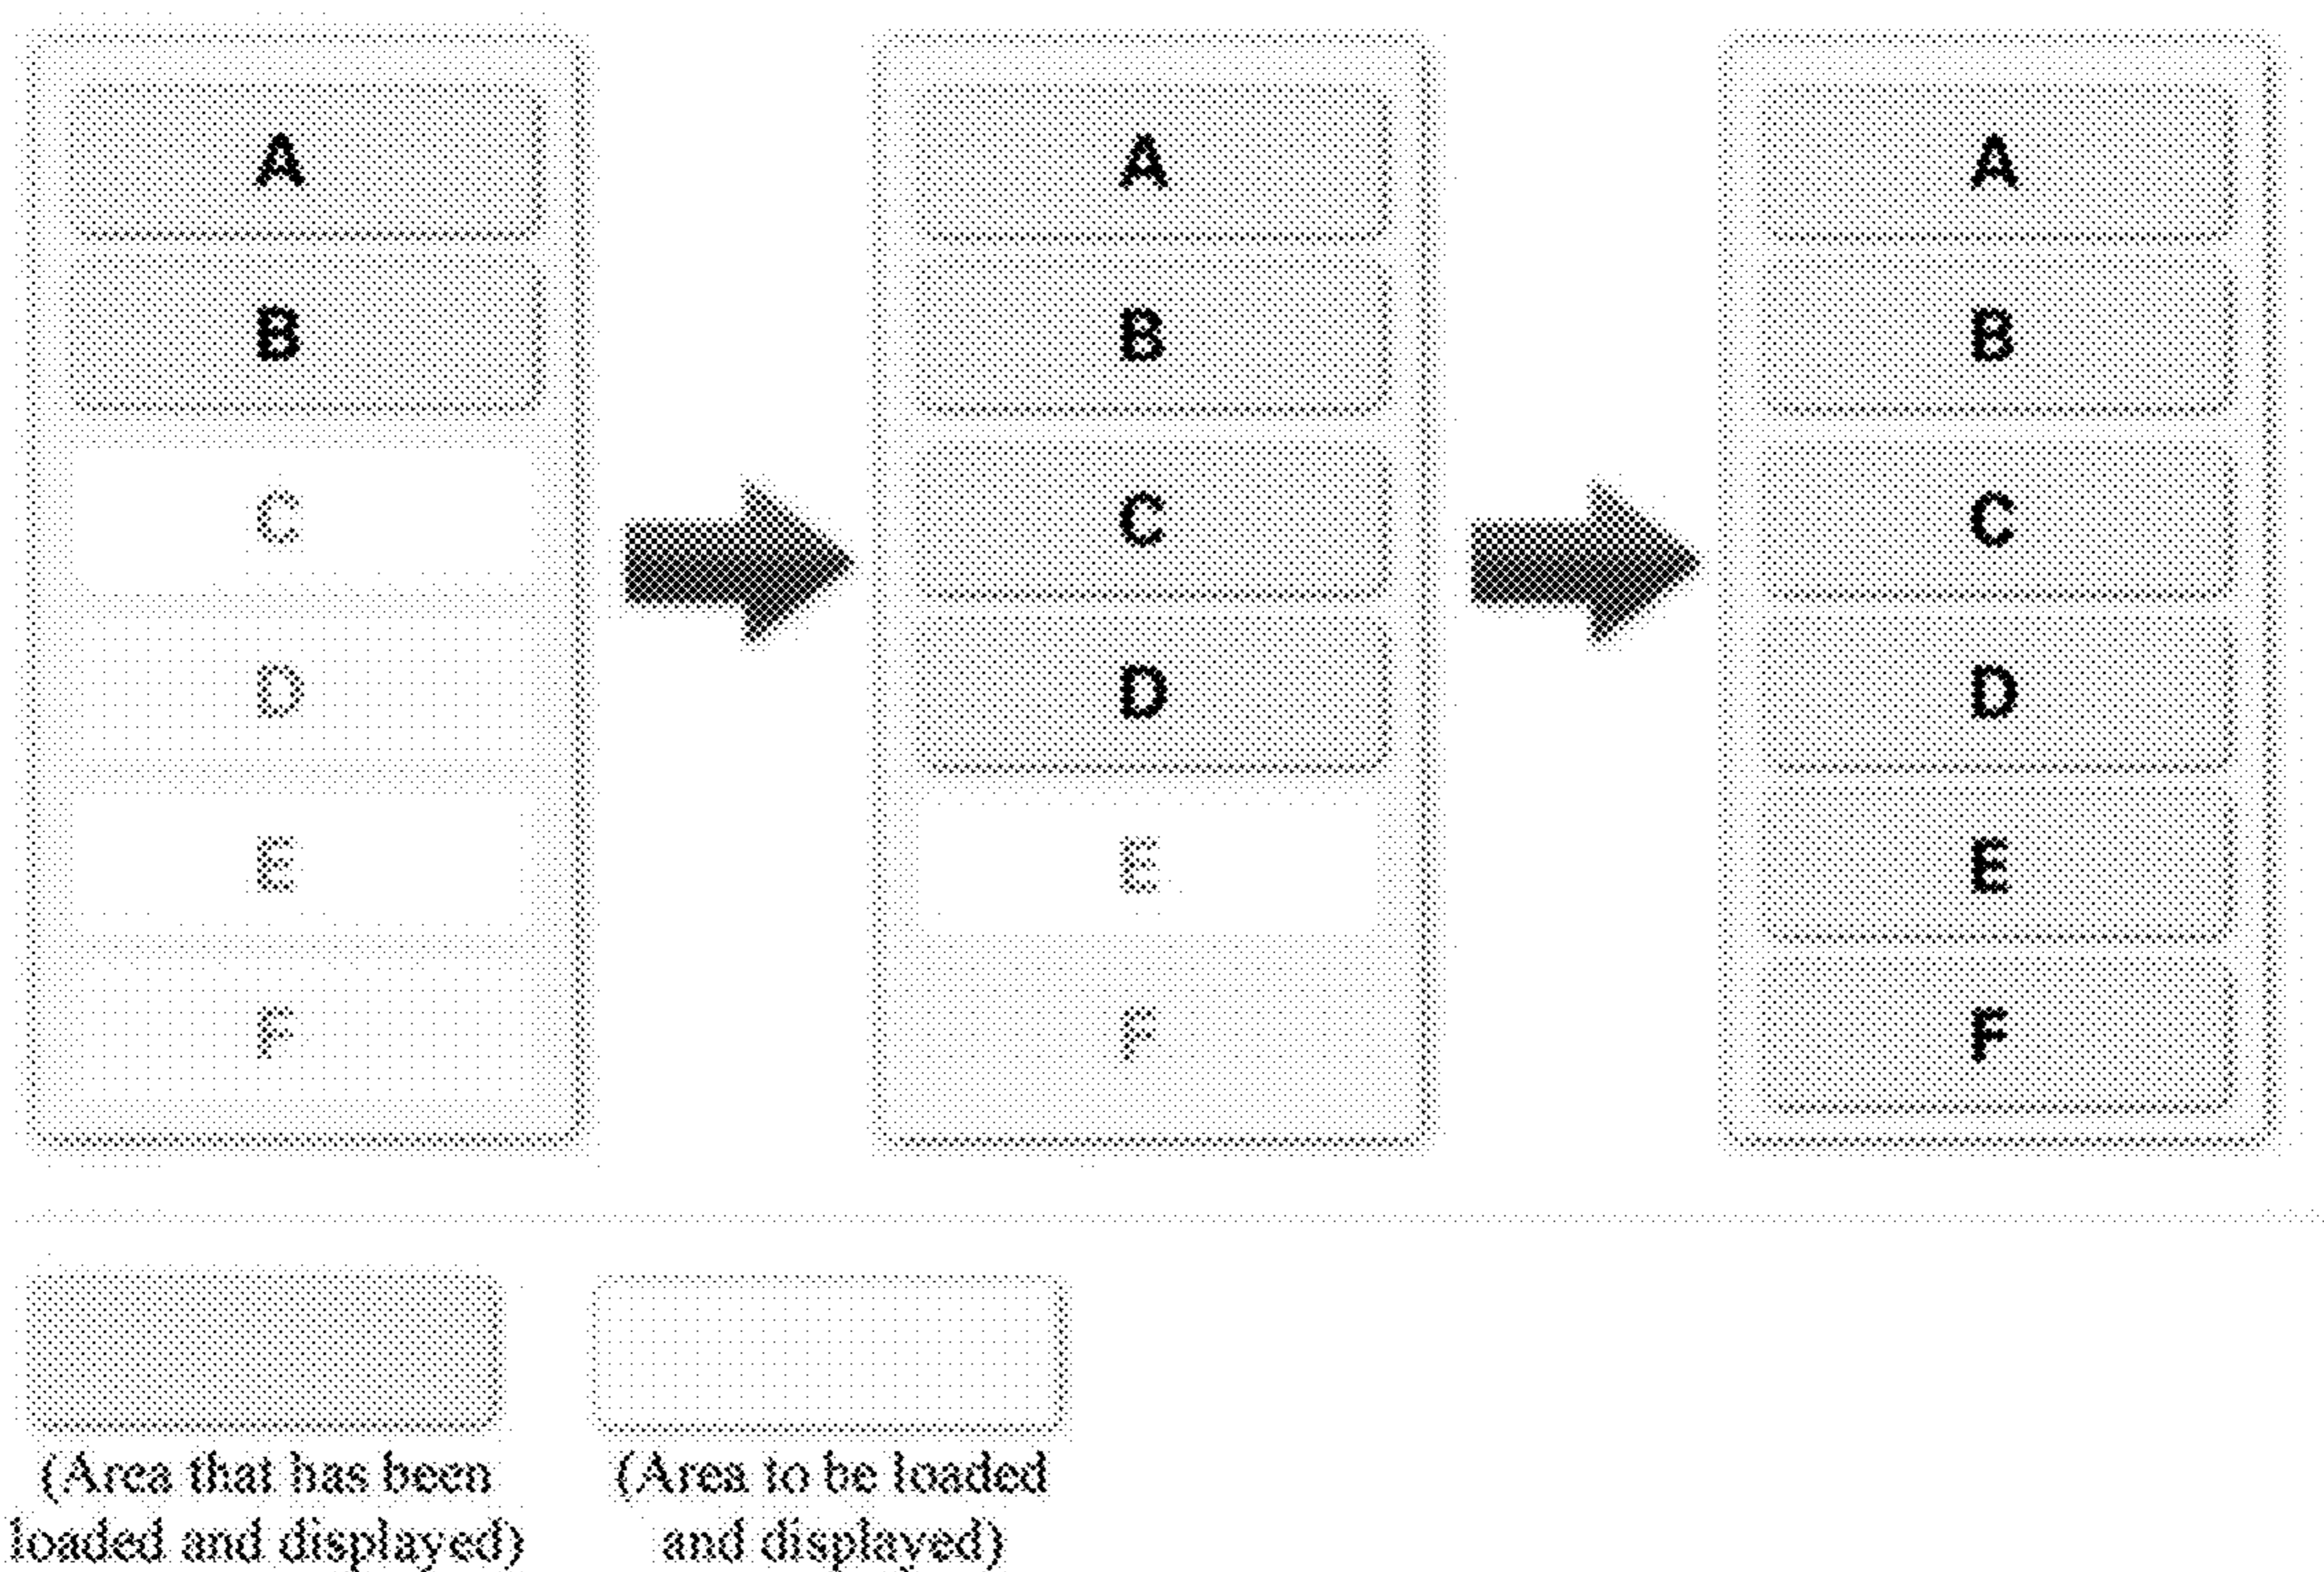 A
B
C
D
E
F
A
B
C
D
E
F
A
B
C
D
E
F
(Area that has been
loaded and displayed)
(Area to be loaded
and displayed)